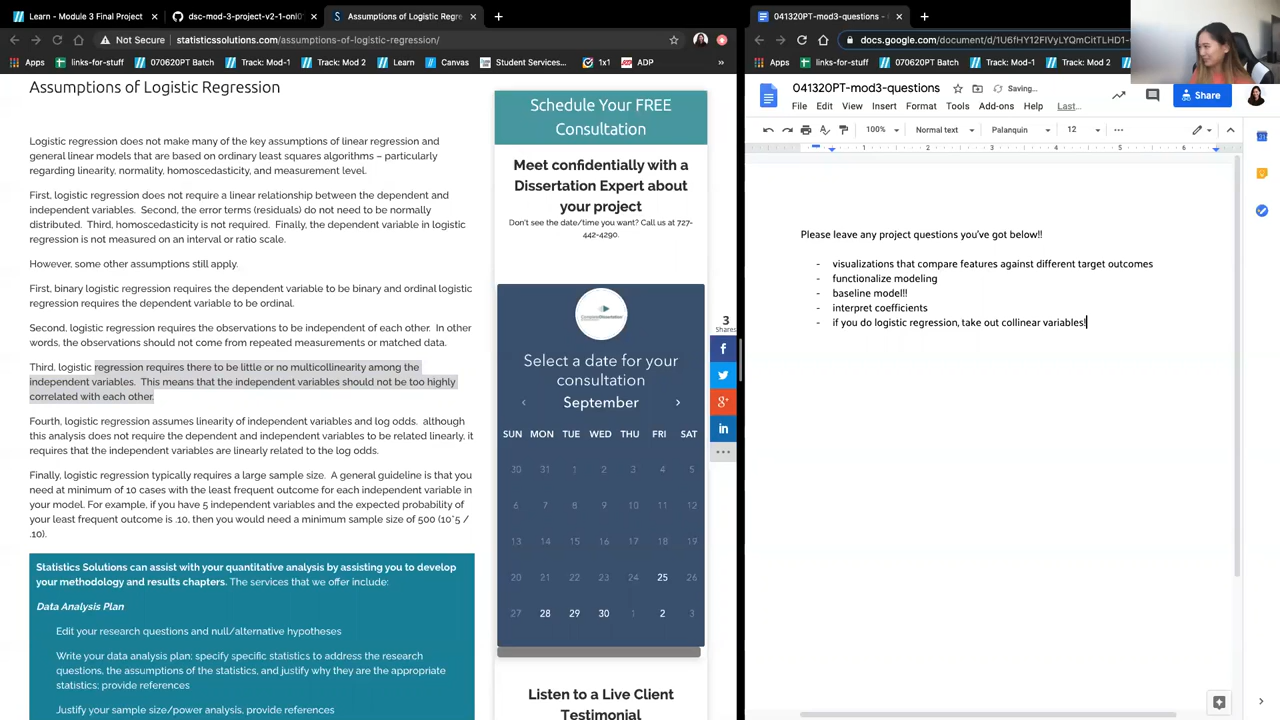 Learn - Module 3 Final Project
dsc-mod-3-project-v2-1-onl0
Assumptions of Logistic Regre
041320PT-mod3-questions -
Not Secure
statisticssolutions.com/assumptions-of-logistic-regression/
docs.google.com/document/d/1U6fHY12FIVyLYQmCitTLHD1-
Apps
links-for-stuff
070620PT Batch
Track: Mod-1
Track: Mod 2
Learn
Canvas
Student Services...
1x1
ADP
»
Apps
links-for-stuff
070620PT Batch
Track: Mod-1
Track: Mod 2
Assumptions of Logistic Regression
Logistic regression does not make many of the key assumptions of linear regression and
general linear models that are based on ordinary least squares algorithms – particularly
regarding linearity, normality, homoscedasticity, and measurement level.
First, logistic regression does not require a linear relationship between the dependent and
independent variables. Second, the error terms (residuals) do not need to be normally
distributed. Third, homoscedasticity is not required. Finally, the dependent variable in logistic
regression is not measured on an interval or ratio scale.
However, some other assumptions still apply.
First, binary logistic regression requires the dependent variable to be binary and ordinal logistic
regression requires the dependent variable to be ordinal.
Second, logistic regression requires the observations to be independent of each other. In other
words, the observations should not come from repeated measurements or matched data.
Third, logistic regression requires there to be little or no multicollinearity among the
independent variables. This means that the independent variables should not be too highly
correlated with each other.
Fourth, logistic regression assumes linearity of independent variables and log odds. although
this analysis does not require the dependent and independent variables to be related linearly, it
requires that the independent variables are linearly related to the log odds.
Finally, logistic regression typically requires a large sample size. A general guideline is that you
need at minimum of 10 cases with the least frequent outcome for each independent variable in
your model. For example, if you have 5 independent variables and the expected probability of
your least frequent outcome is .10, then you would need a minimum sample size of 500 (10*5 /
.10).
Statistics Solutions can assist with your quantitative analysis by assisting you to develop
your methodology and results chapters. The services that we offer include:
Data Analysis Plan
Edit your research questions and null/alternative hypotheses
Write your data analysis plan; specify specific statistics to address the research
questions, the assumptions of the statistics, and justify why they are the appropriate
statistics; provide references
Justify your sample size/power analysis, provide references
Schedule Your FREE
Consultation
Meet confidentially with a
Dissertation Expert about
your project
Don't see the date/time you want? Call us at 727-
442-4290.
Select a date for your
consultation
September
SUN MON TUE WED THU FRI SAT
30 31 1 2 3 4 5
6 7 8 9 10 11 12
13 14 15 16 17 18 19
20 21 22 23 24 25 26
27 28 29 30 1 2 3
Listen to a Live Client
Testimonial
3
Shares
041320PT-mod3-questions
Saving...
Share
File Edit View Insert Format Tools Add-ons Help Last...
100% Normal text Palanquin 12
1 2 3 4 5 6
Please leave any project questions you've got below!!
- visualizations that compare features against different target outcomes
- functionalize modeling
- baseline model!!
- interpret coefficients
- if you do logistic regression, take out collinear variables!